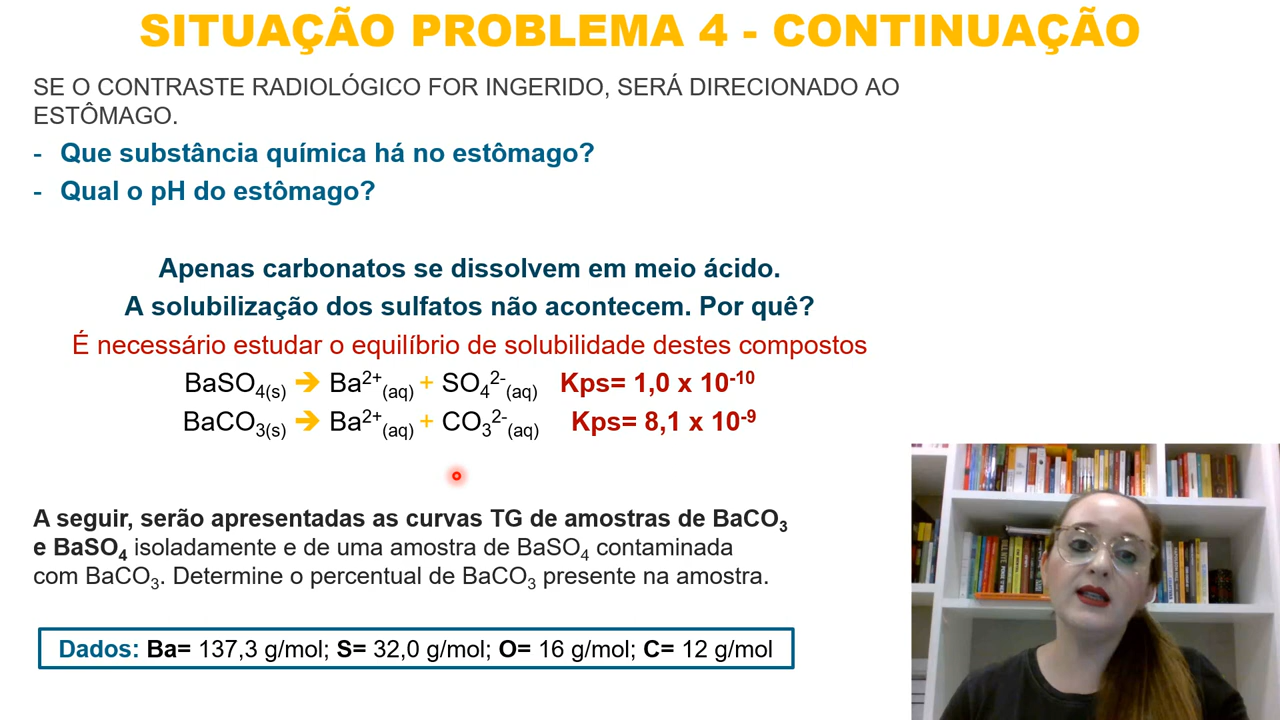 SITUAÇÃO PROBLEMA 4 - CONTINUAÇÃO
SE O CONTRASTE RADIOLÓGICO FOR INGERIDO, SERÁ DIRECIONADO AO
ESTÔMAGO.
- Que substância química há no estômago?
- Qual o pH do estômago?
Apenas carbonatos se dissolvem em meio ácido.
A solubilização dos sulfatos não acontecem. Por quê?
É necessário estudar o equilíbrio de solubilidade destes compostos
BaSO₄(s) ➔ Ba²⁺(aq) + SO₄²⁻(aq) Kps= 1,0 x 10⁻¹⁰
BaCO₃(s) ➔ Ba²⁺(aq) + CO₃²⁻(aq) Kps= 8,1 x 10⁻⁹
A seguir, serão apresentadas as curvas TG de amostras de BaCO₃
e BaSO₄ isoladamente e de uma amostra de BaSO₄ contaminada
com BaCO₃. Determine o percentual de BaCO₃ presente na amostra.
Dados: Ba= 137,3 g/mol; S= 32,0 g/mol; O= 16 g/mol; C= 12 g/mol